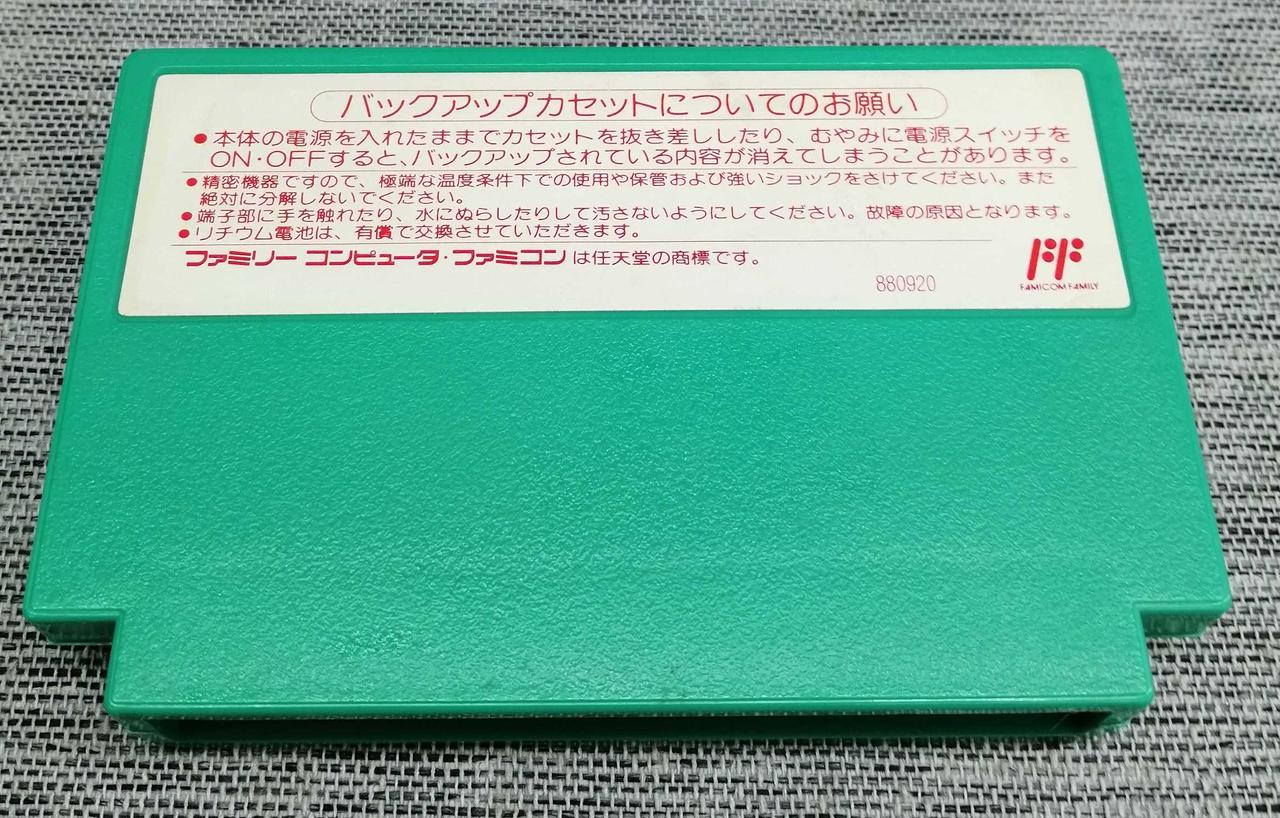 バックアップカセットについてのお願い
●本体の電源を入れたままでカセットを抜き差ししたり、むやみに電源スイッチを
ON・OFFすると、バックアップされている内容が消えてしまうことがあります。
●精密機器ですので、極端な温度条件下での使用や保管および強いショックをさけてください。また
絶対に分解しないでください。
●端子部に手を触れたり、水にぬらしたりして汚さないようにしてください。故障の原因となります。
●リチウム電池は、有償で交換させていただきます。
ファミリー コンピュータ・ファミコンは任天堂の商標です。
880920
FAMICOM FAMILY